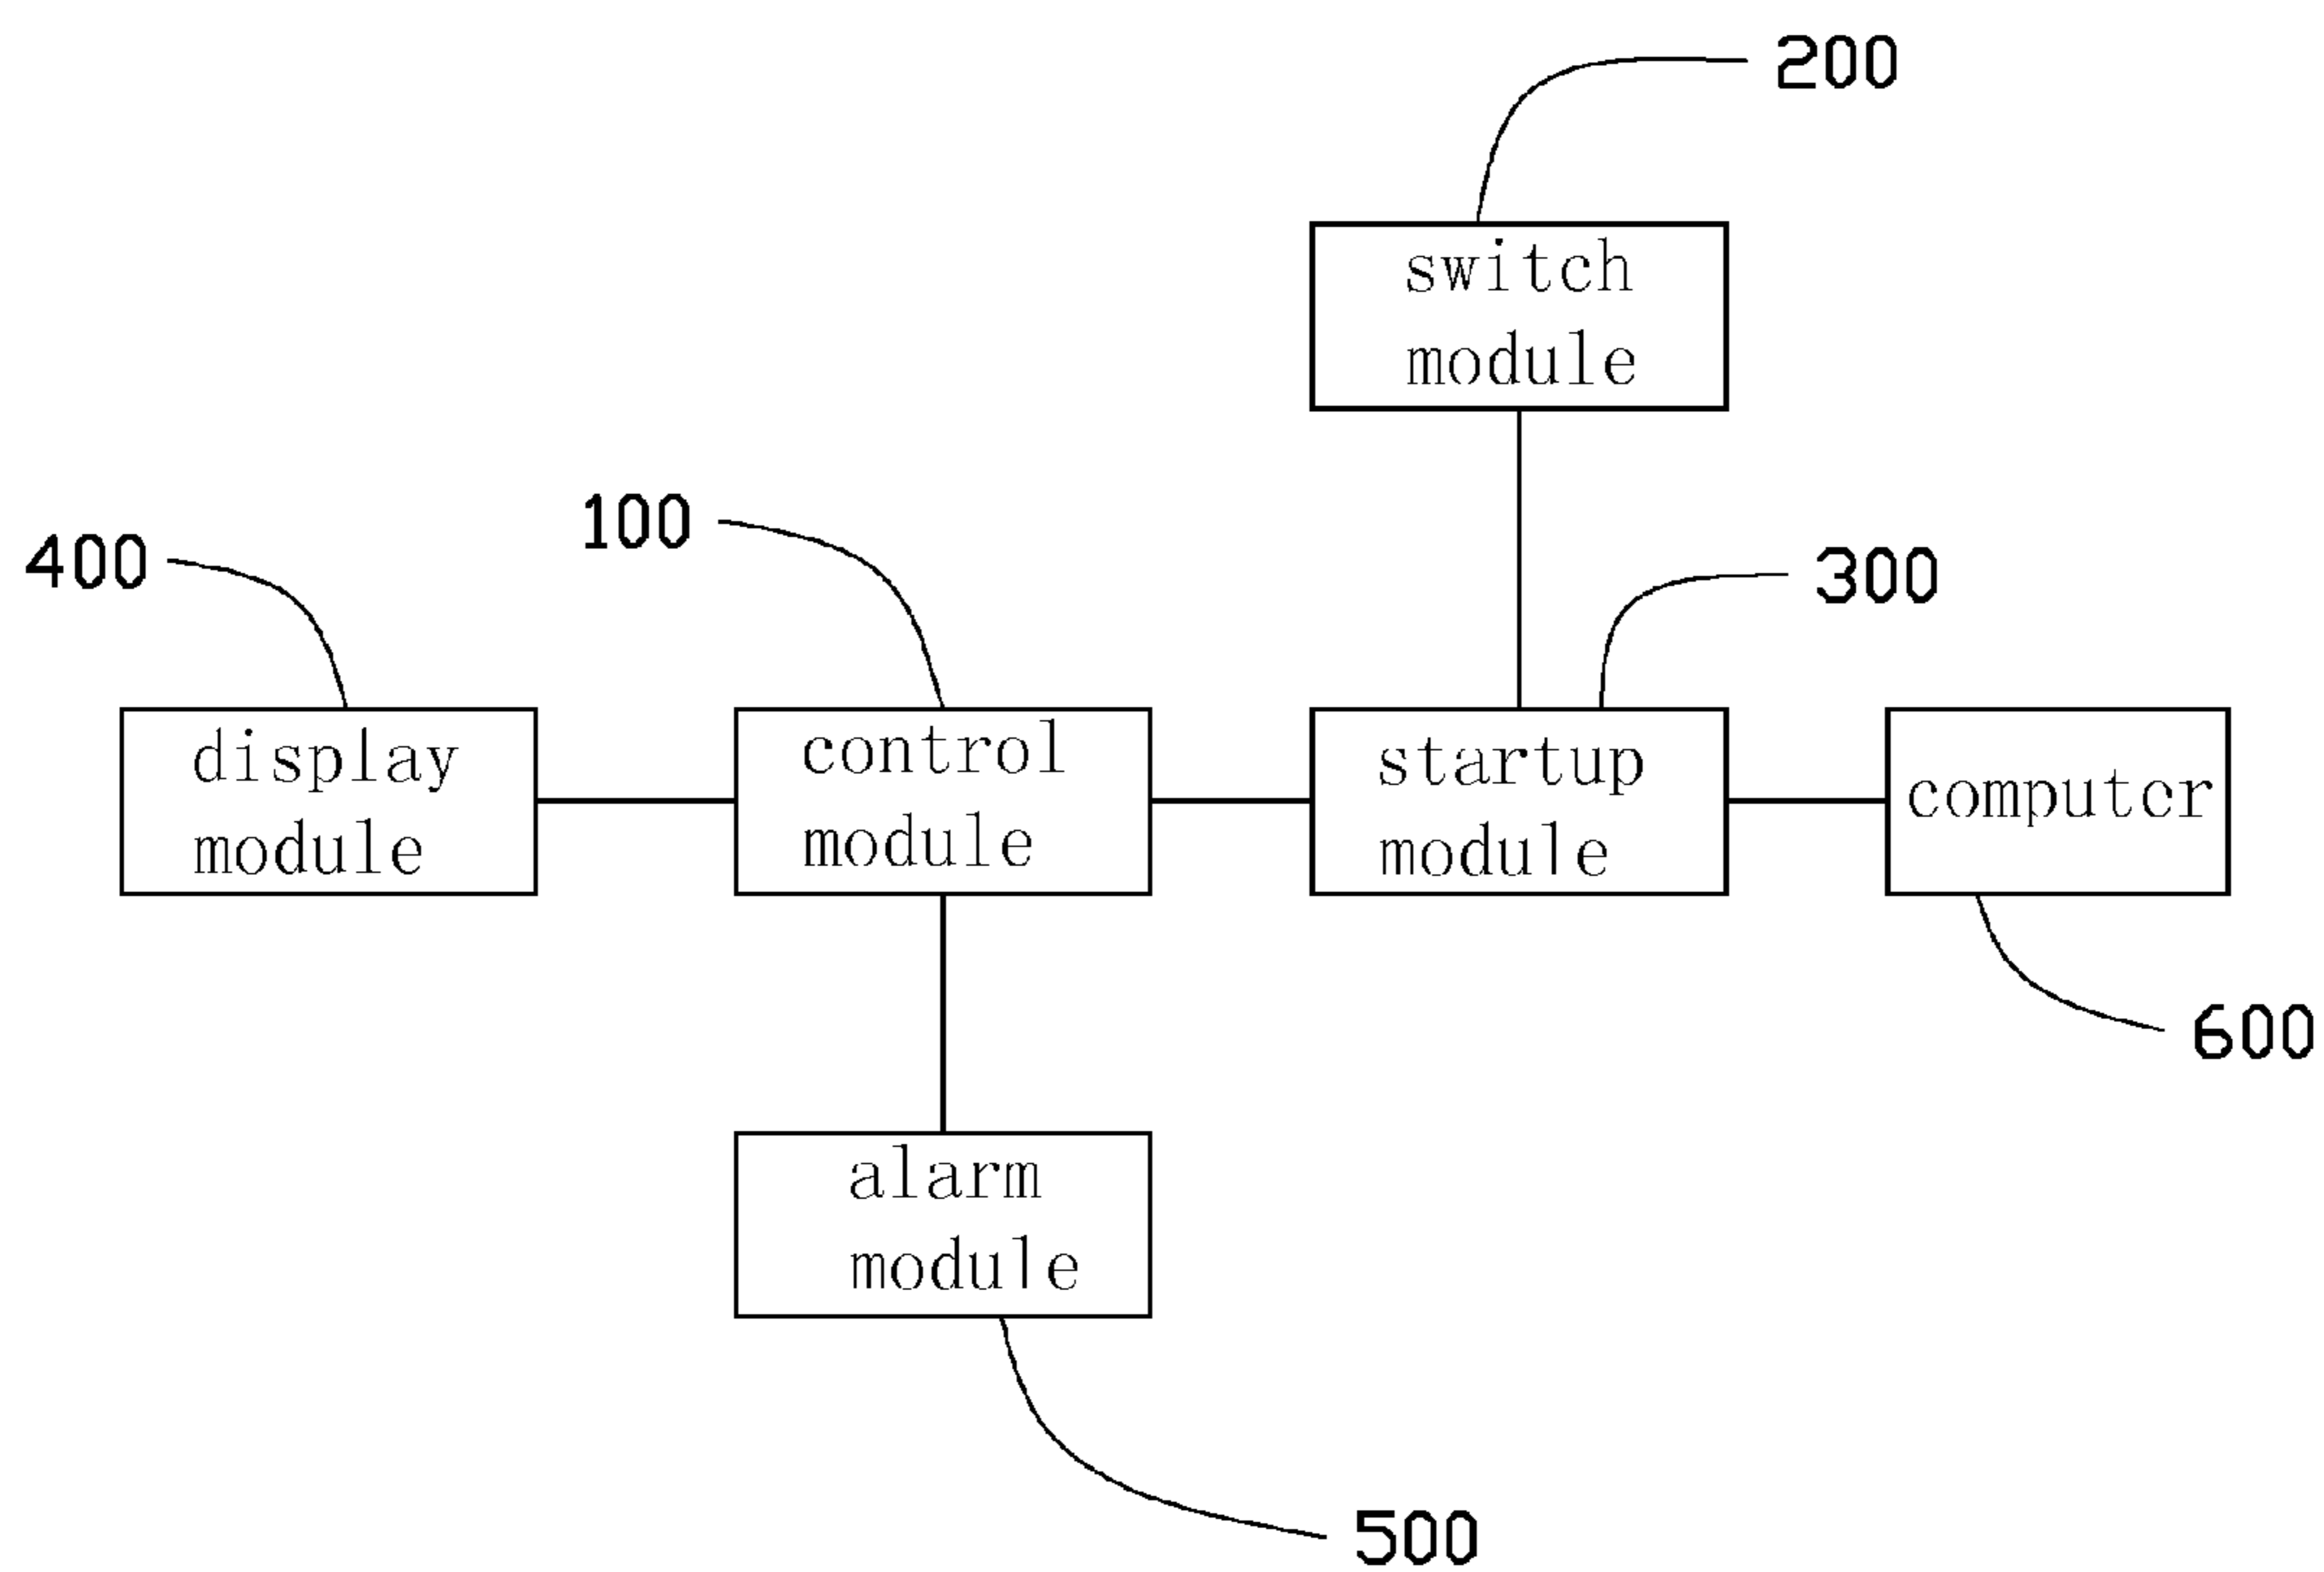 200
switch
module
100
400
300
display
module
control
module
startup
module
computer
600
alarm
module
500